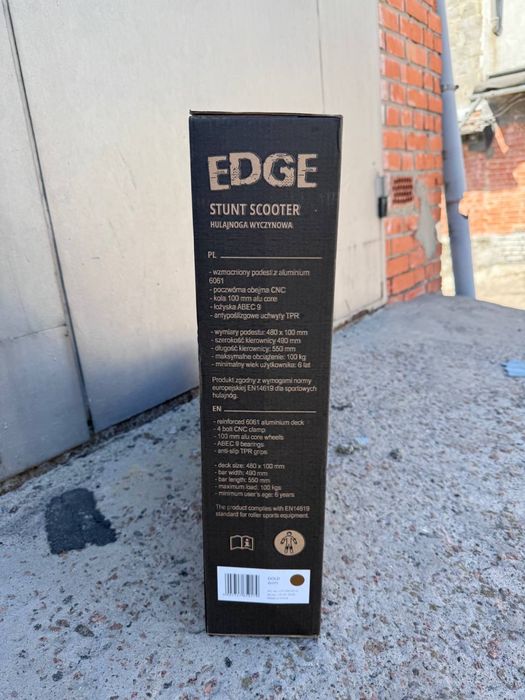 EDGE
STUNT SCOOTER
HULAJNOGA WYCZYNOWA
PL
- wzmocniony podest z aluminium
6061
- poczwórna obejma CNC
- koła 100 mm alu core
- łożyska ABEC 9
- antypoślizgowe uchwyty TPR
- wymiary podestu: 480 x 100 mm
- szerokość kierownicy 490 mm
- długość kierownicy: 550 mm
- maksymalne obciążenie: 100 kg
- minimalny wiek użytkownika: 6 lat
Produkt zgodny z wymogami normy
europejskiej EN14619 dla sportowych
hulajnóg.
EN
- reinforced 6061 aluminium deck
- 4 bolt CNC clamp
- 100 mm alu core wheels
- ABEC 9 bearings
- anti-slip TPR grips
- deck size: 480 x 100 mm
- bar width: 490 mm
- bar length: 550 mm
- maximum load: 100 kgs
- minimum user's age: 6 years
The product complies with EN14619
standard for roller sports equipment.
GOLD